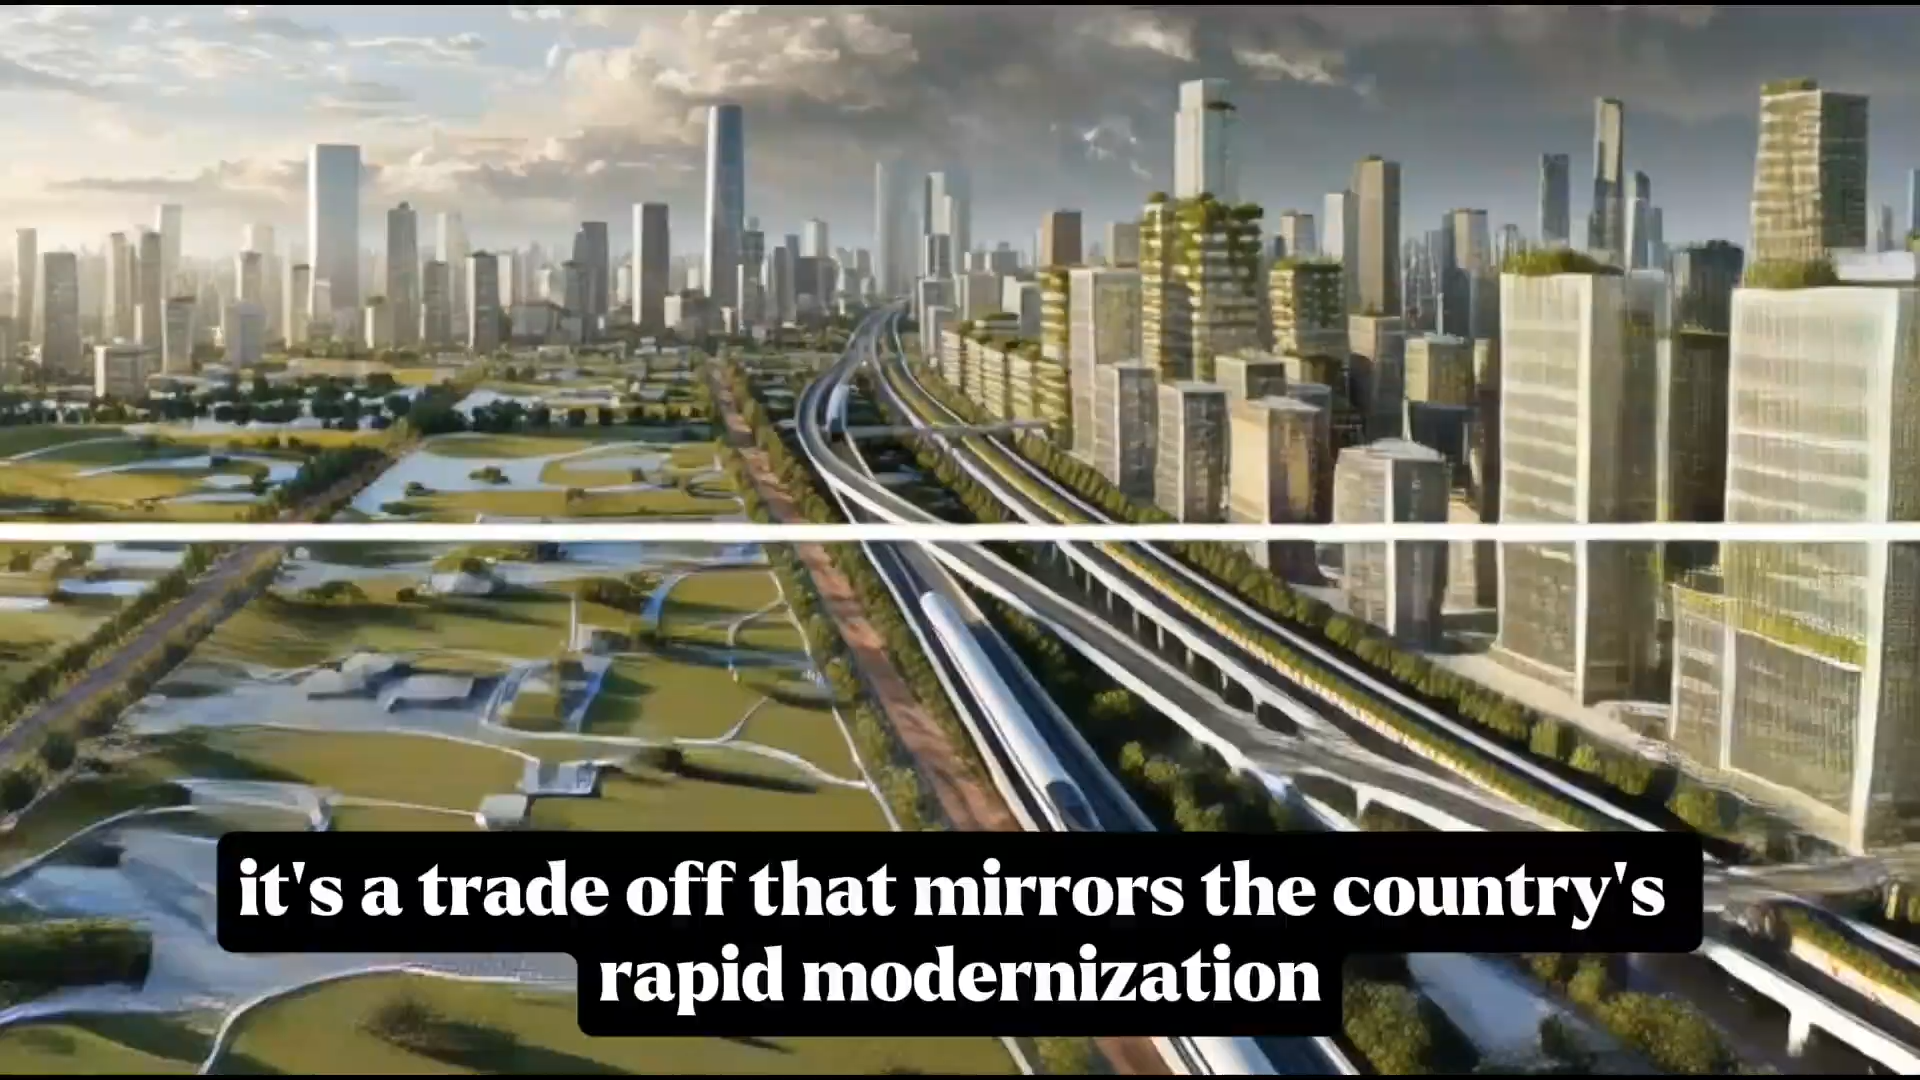 it's a trade off that mirrors the country's
rapid modernization